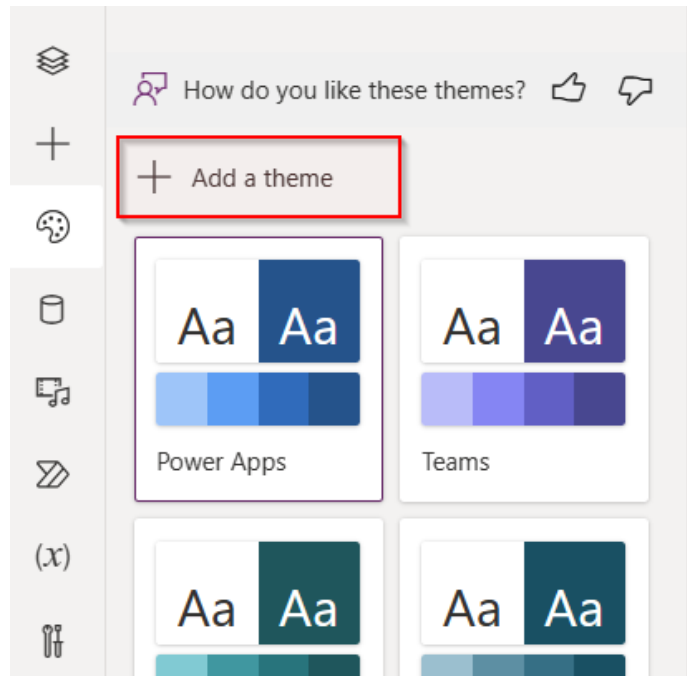 How do you like these themes?
Add a theme
Aa Aa
Aa Aa
Power Apps
Teams
(x)
Aa Aa
Aa Aa